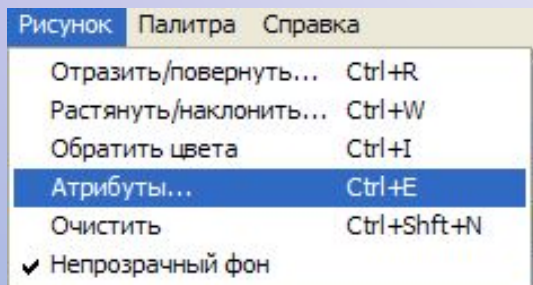 Рисунок Палитра Справка
Отразить/повернуть... Ctrl+R
Растянуть/наклонить... Ctrl+W
Обратить цвета Ctrl+I
Атрибуты... Ctrl+E
Очистить Ctrl+Shft+N
Непрозрачный фон